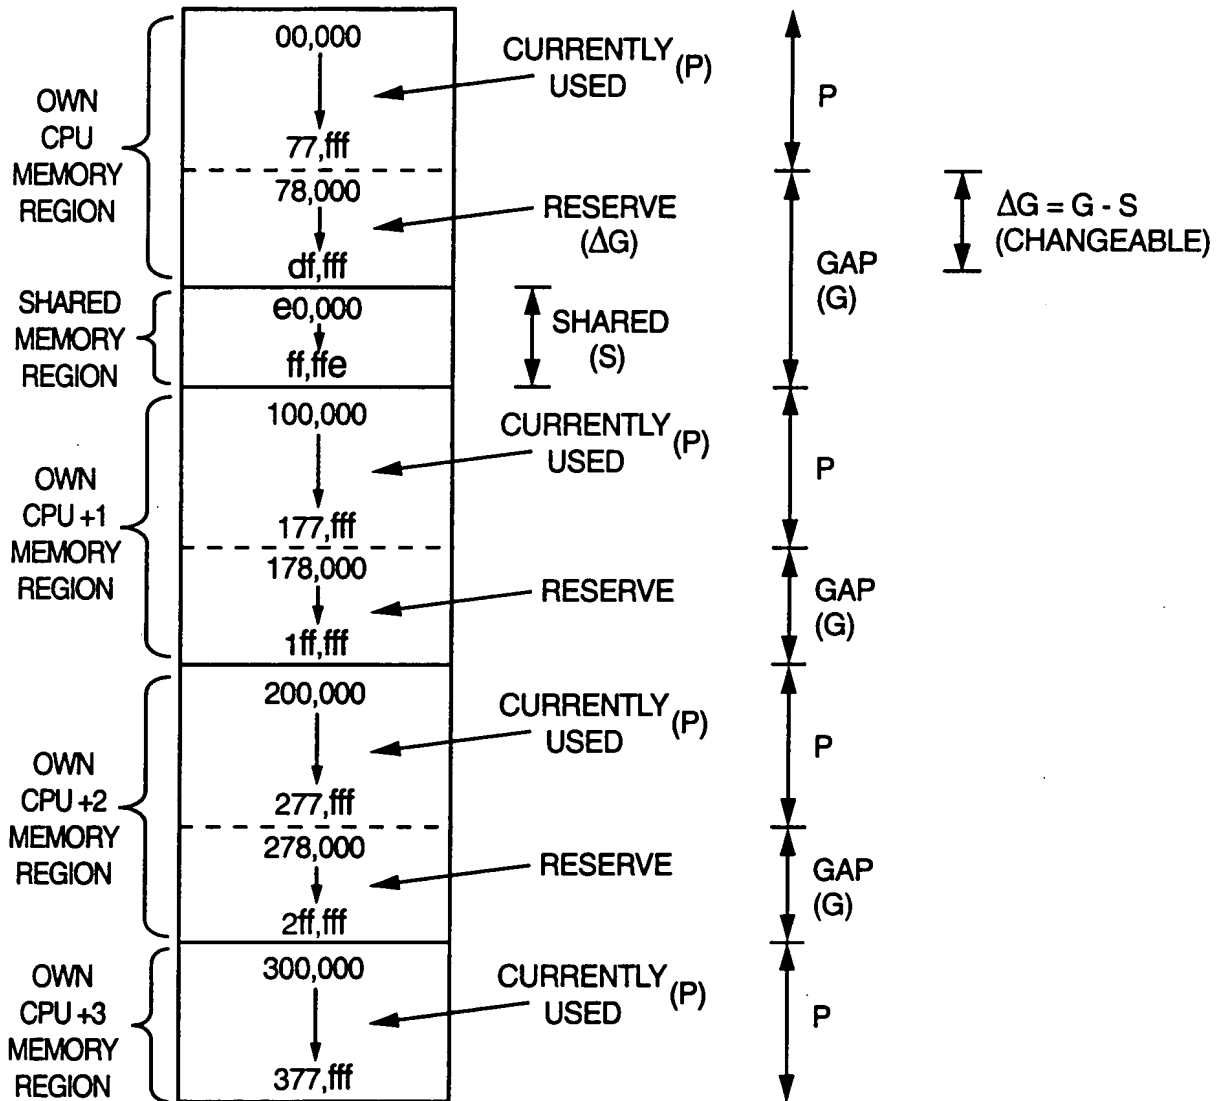 00,000
77,fff
78,000
df,fff
e0,000
ff,ffe
100,000
177,fff
178,000
1ff,fff
200,000
277,fff
278,000
2ff,fff
300,000
377,fff
OWN
CPU
MEMORY
REGION
SHARED
MEMORY
REGION
OWN
CPU +1
MEMORY
REGION
OWN
CPU +2
MEMORY
REGION
OWN
CPU +3
MEMORY
REGION
CURRENTLY (P)
USED
RESERVE
(ΔG)
SHARED
(S)
CURRENTLY (P)
USED
RESERVE
CURRENTLY (P)
USED
RESERVE
CURRENTLY (P)
USED
P
GAP
(G)
P
GAP
(G)
P
GAP
(G)
P
ΔG = G - S
(CHANGEABLE)